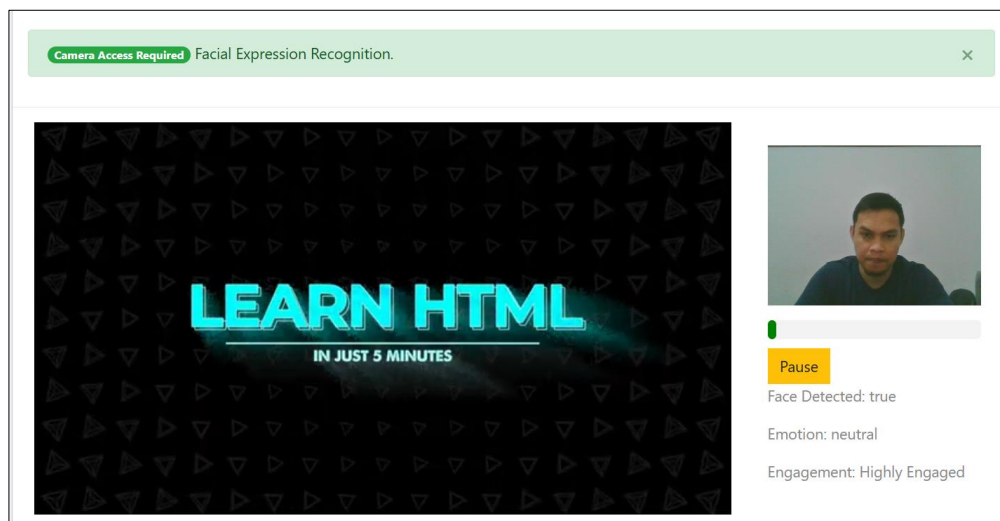 Camera Access Required Facial Expression Recognition. ×
LEARN HTML
IN JUST 5 MINUTES
Pause
Face Detected: true
Emotion: neutral
Engagement: Highly Engaged